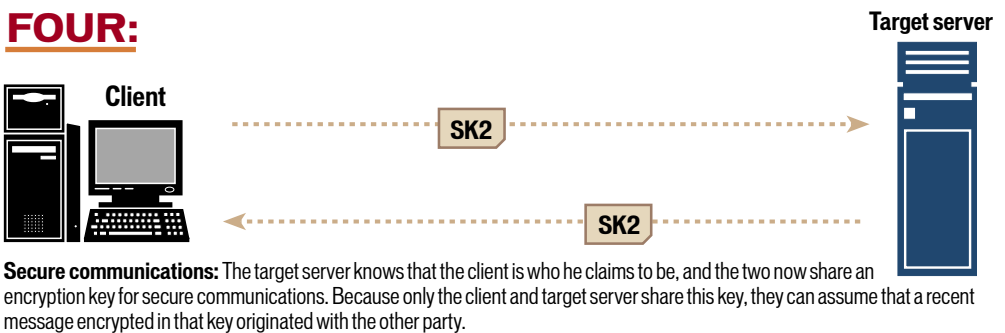 FOUR:
Target server
Client
SK2
SK2
Secure communications: The target server knows that the client is who he claims to be, and the two now share an
encryption key for secure communications. Because only the client and target server share this key, they can assume that a recent
message encrypted in that key originated with the other party.